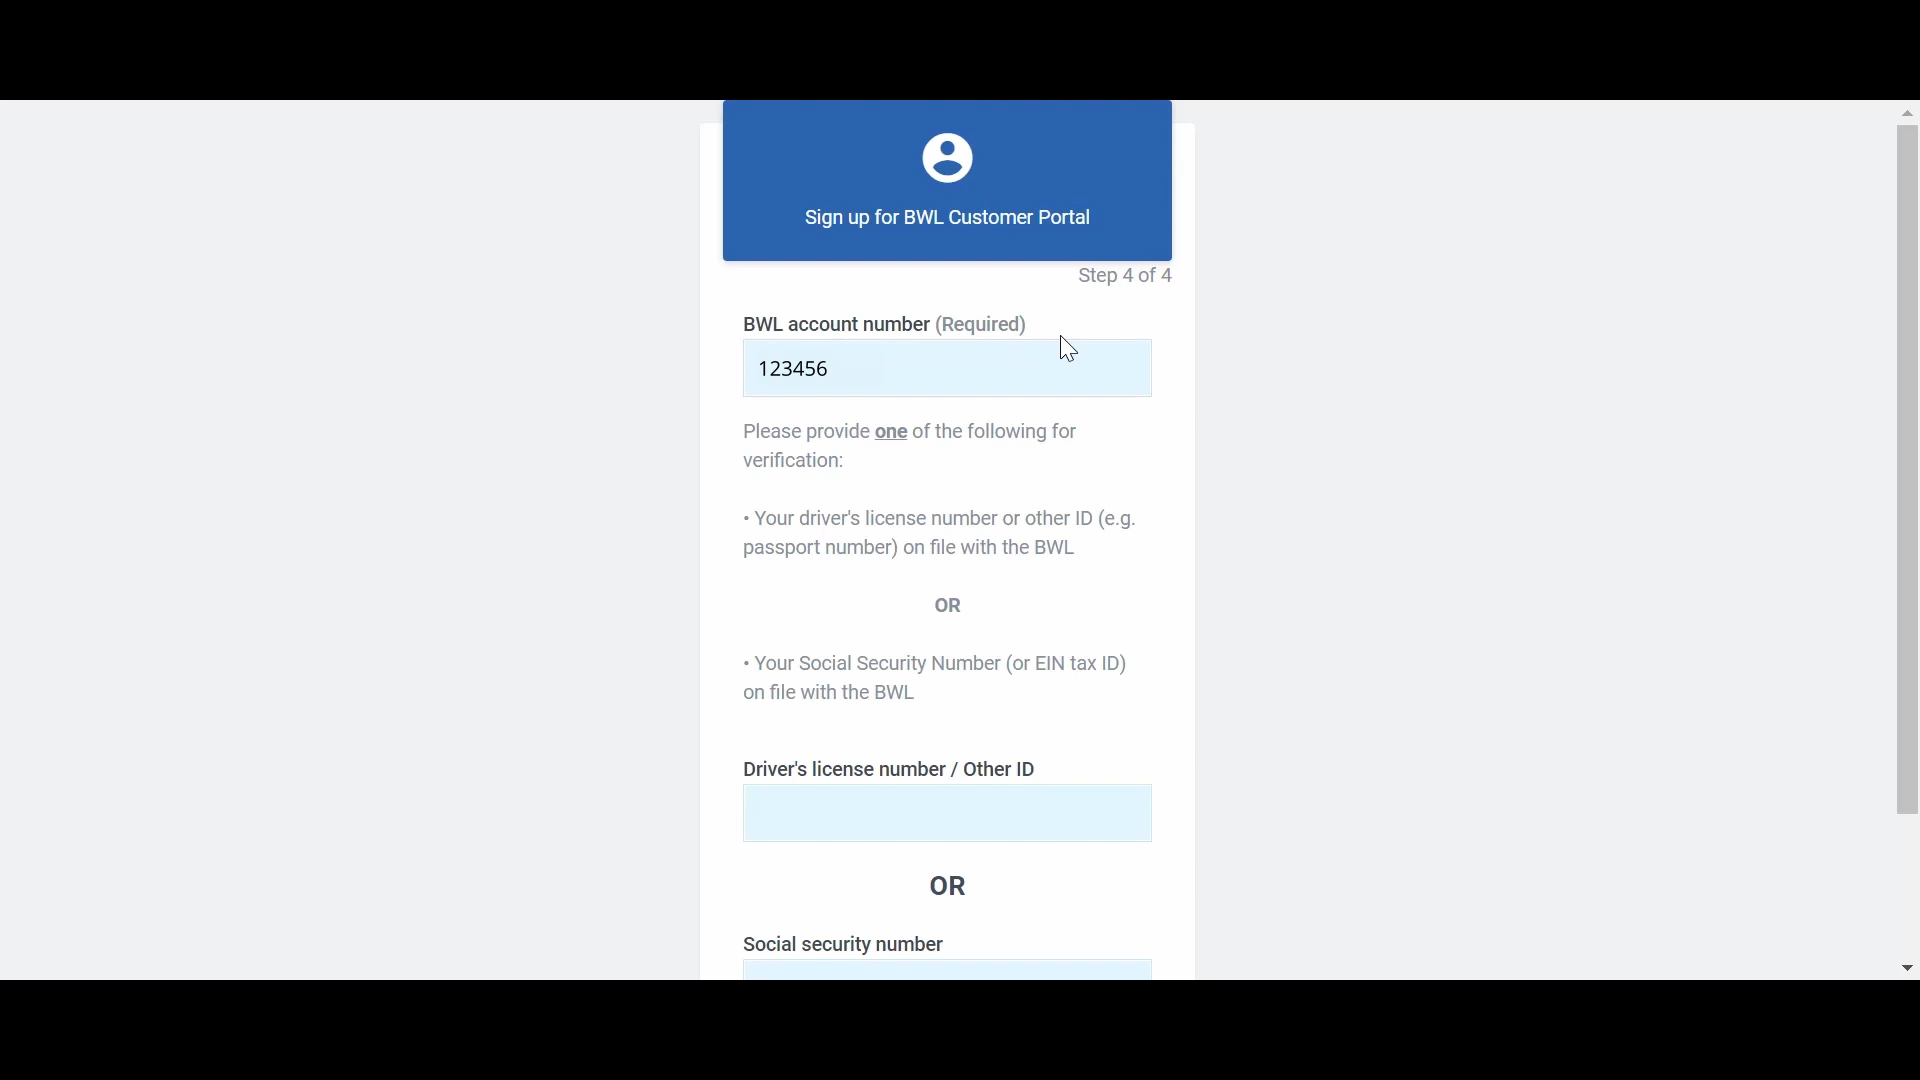 Sign up for BWL Customer Portal
Step 4 of 4
BWL account number (Required)
123456
Please provide one of the following for
verification:
• Your driver's license number or other ID (e.g.
passport number) on file with the BWL
OR
• Your Social Security Number (or EIN tax ID)
on file with the BWL
Driver's license number / Other ID
OR
Social security number